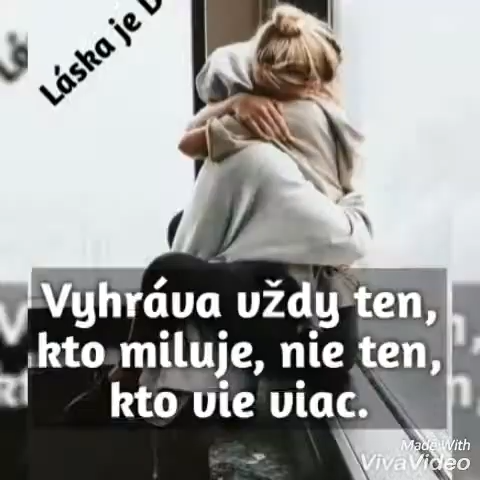 Láska je
Vyhráva vždy ten,
kto miluje, nie ten,
kto vie viac.
Made With
VivaVideo